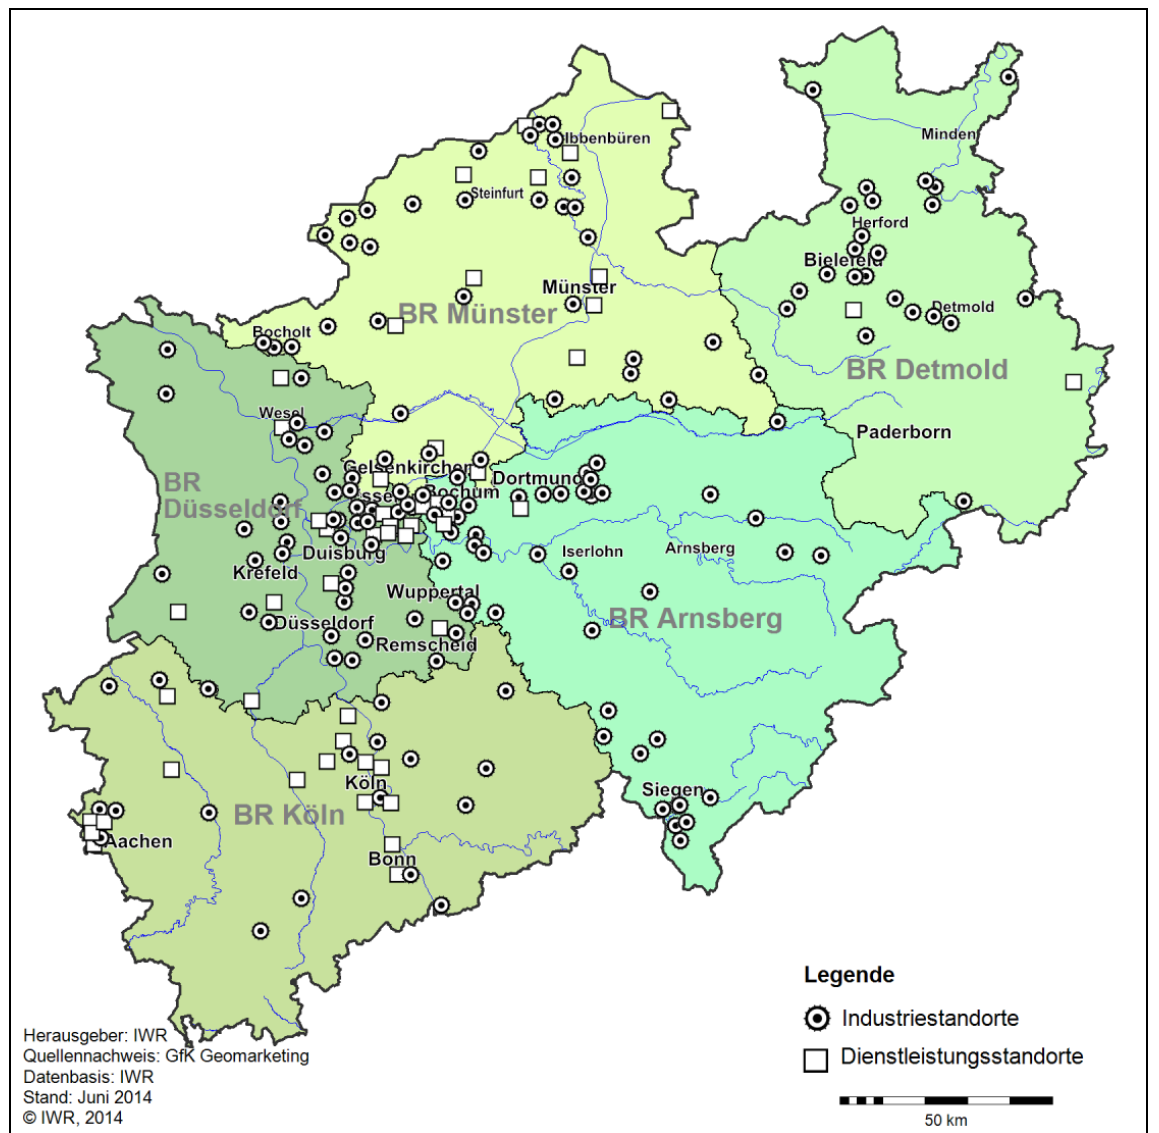 Ibbenbüren
Minden
Steinfurt
Herford
Bielefeld
Münster
Detmold
BR Münster
Bocholt
BR Detmold
Wesel
Paderborn
Gelsenkirchen
BR
Düsseldorf
Dortmund
Bochum
Duisburg
Iserlohn
Arnsberg
Krefeld
Wuppertal
BR Arnsberg
Düsseldorf
Remscheid
Köln
Siegen
BR Köln
Aachen
Bonn
Legende
Industriestandorte
Dienstleistungsstandorte
50 km
Herausgeber: IWR
Quellennachweis: GfK Geomarketing
Datenbasis: IWR
Stand: Juni 2014
© IWR, 2014